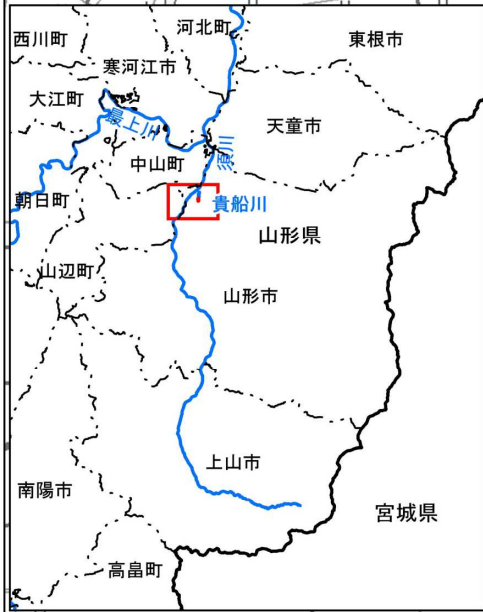 河北町
西川町
東根市
寒河江市
大江町
最上川
天童市
須川
中山町
朝日町
貴船川
山形県
山辺町
山形市
上山市
南陽市
宮城県
高畠町